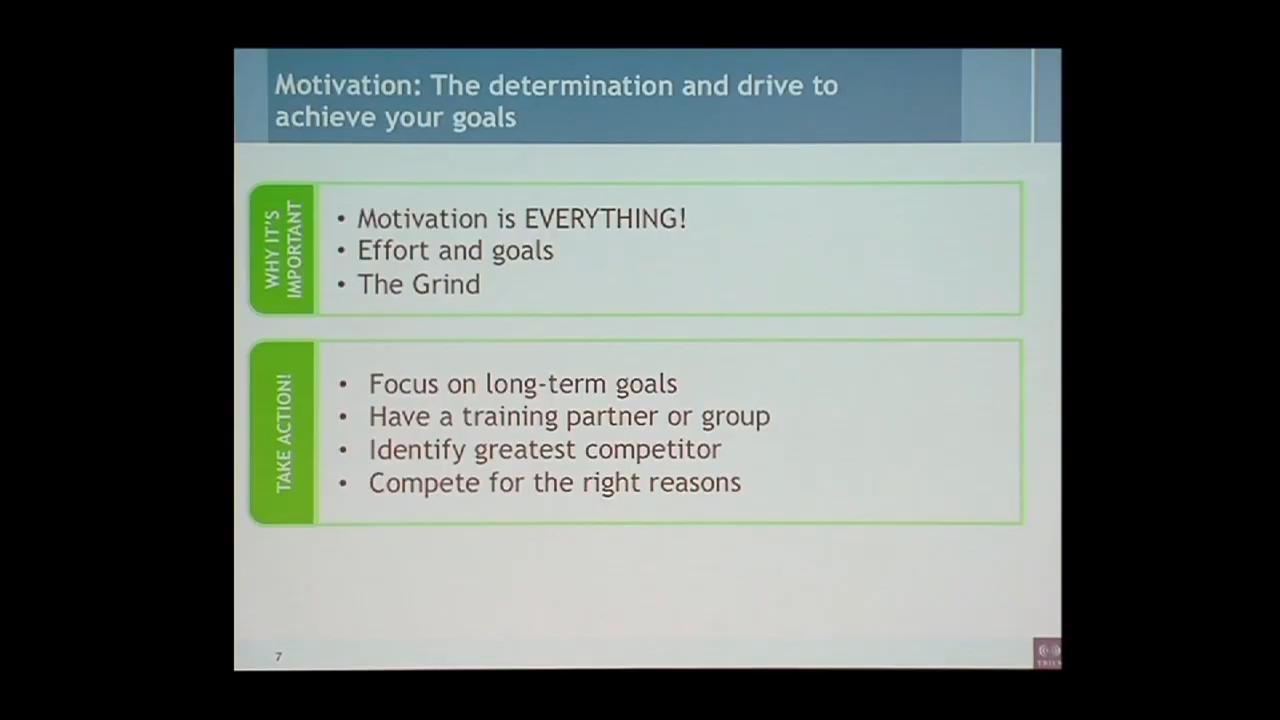 Motivation: The determination and drive to
achieve your goals
WHY IT'S
IMPORTANT
• Motivation is EVERYTHING!
• Effort and goals
• The Grind
TAKE ACTION!
• Focus on long-term goals
• Have a training partner or group
• Identify greatest competitor
• Compete for the right reasons
7